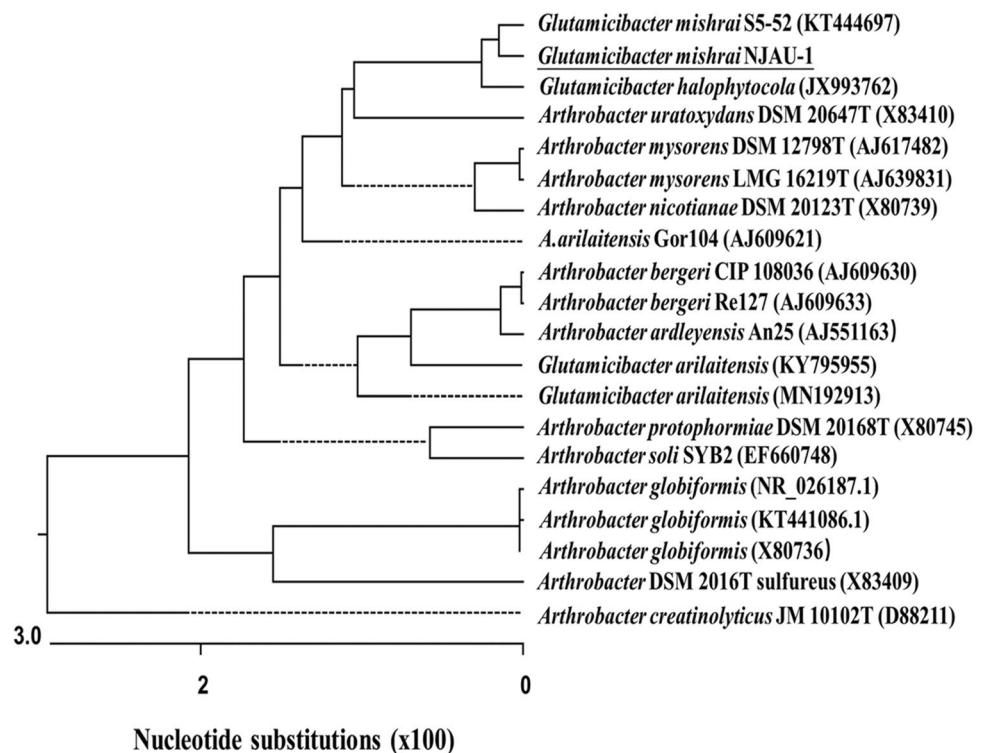 Glutamicibacter mishrai S5-52 (KT444697)
Glutamicibacter mishrai NJAU-1
Glutamicibacter halophytocola (JX993762)
Arthrobacter uratoxydans DSM 20647T (X83410)
Arthrobacter mysorens DSM 12798T (AJ617482)
Arthrobacter mysorens LMG 16219T (AJ639831)
Arthrobacter nicotianae DSM 20123T (X80739)
A.arilaitensis Gor104 (AJ609621)
Arthrobacter bergeri CIP 108036 (AJ609630)
Arthrobacter bergeri Re127 (AJ609633)
Arthrobacter ardleyensis An25 (AJ551163)
Glutamicibacter arilaitensis (KY795955)
Glutamicibacter arilaitensis (MN192913)
Arthrobacter protophormiae DSM 20168T (X80745)
Arthrobacter soli SYB2 (EF660748)
Arthrobacter globiformis (NR_026187.1)
Arthrobacter globiformis (KT441086.1)
Arthrobacter globiformis (X80736)
Arthrobacter DSM 2016T sulfureus (X83409)
Arthrobacter creatinolyticus JM 10102T (D88211)
3.0
2 0
Nucleotide substitutions (x100)